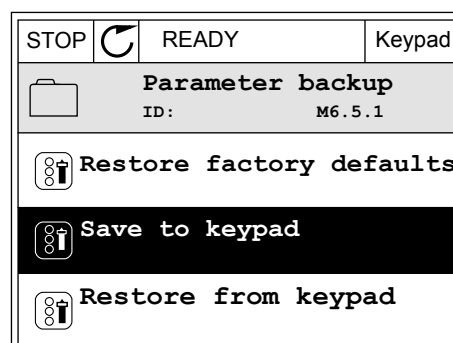 STOP READY Keypad
Parameter backup
ID: M6.5.1
Restore factory defaults
Save to keypad
Restore from keypad